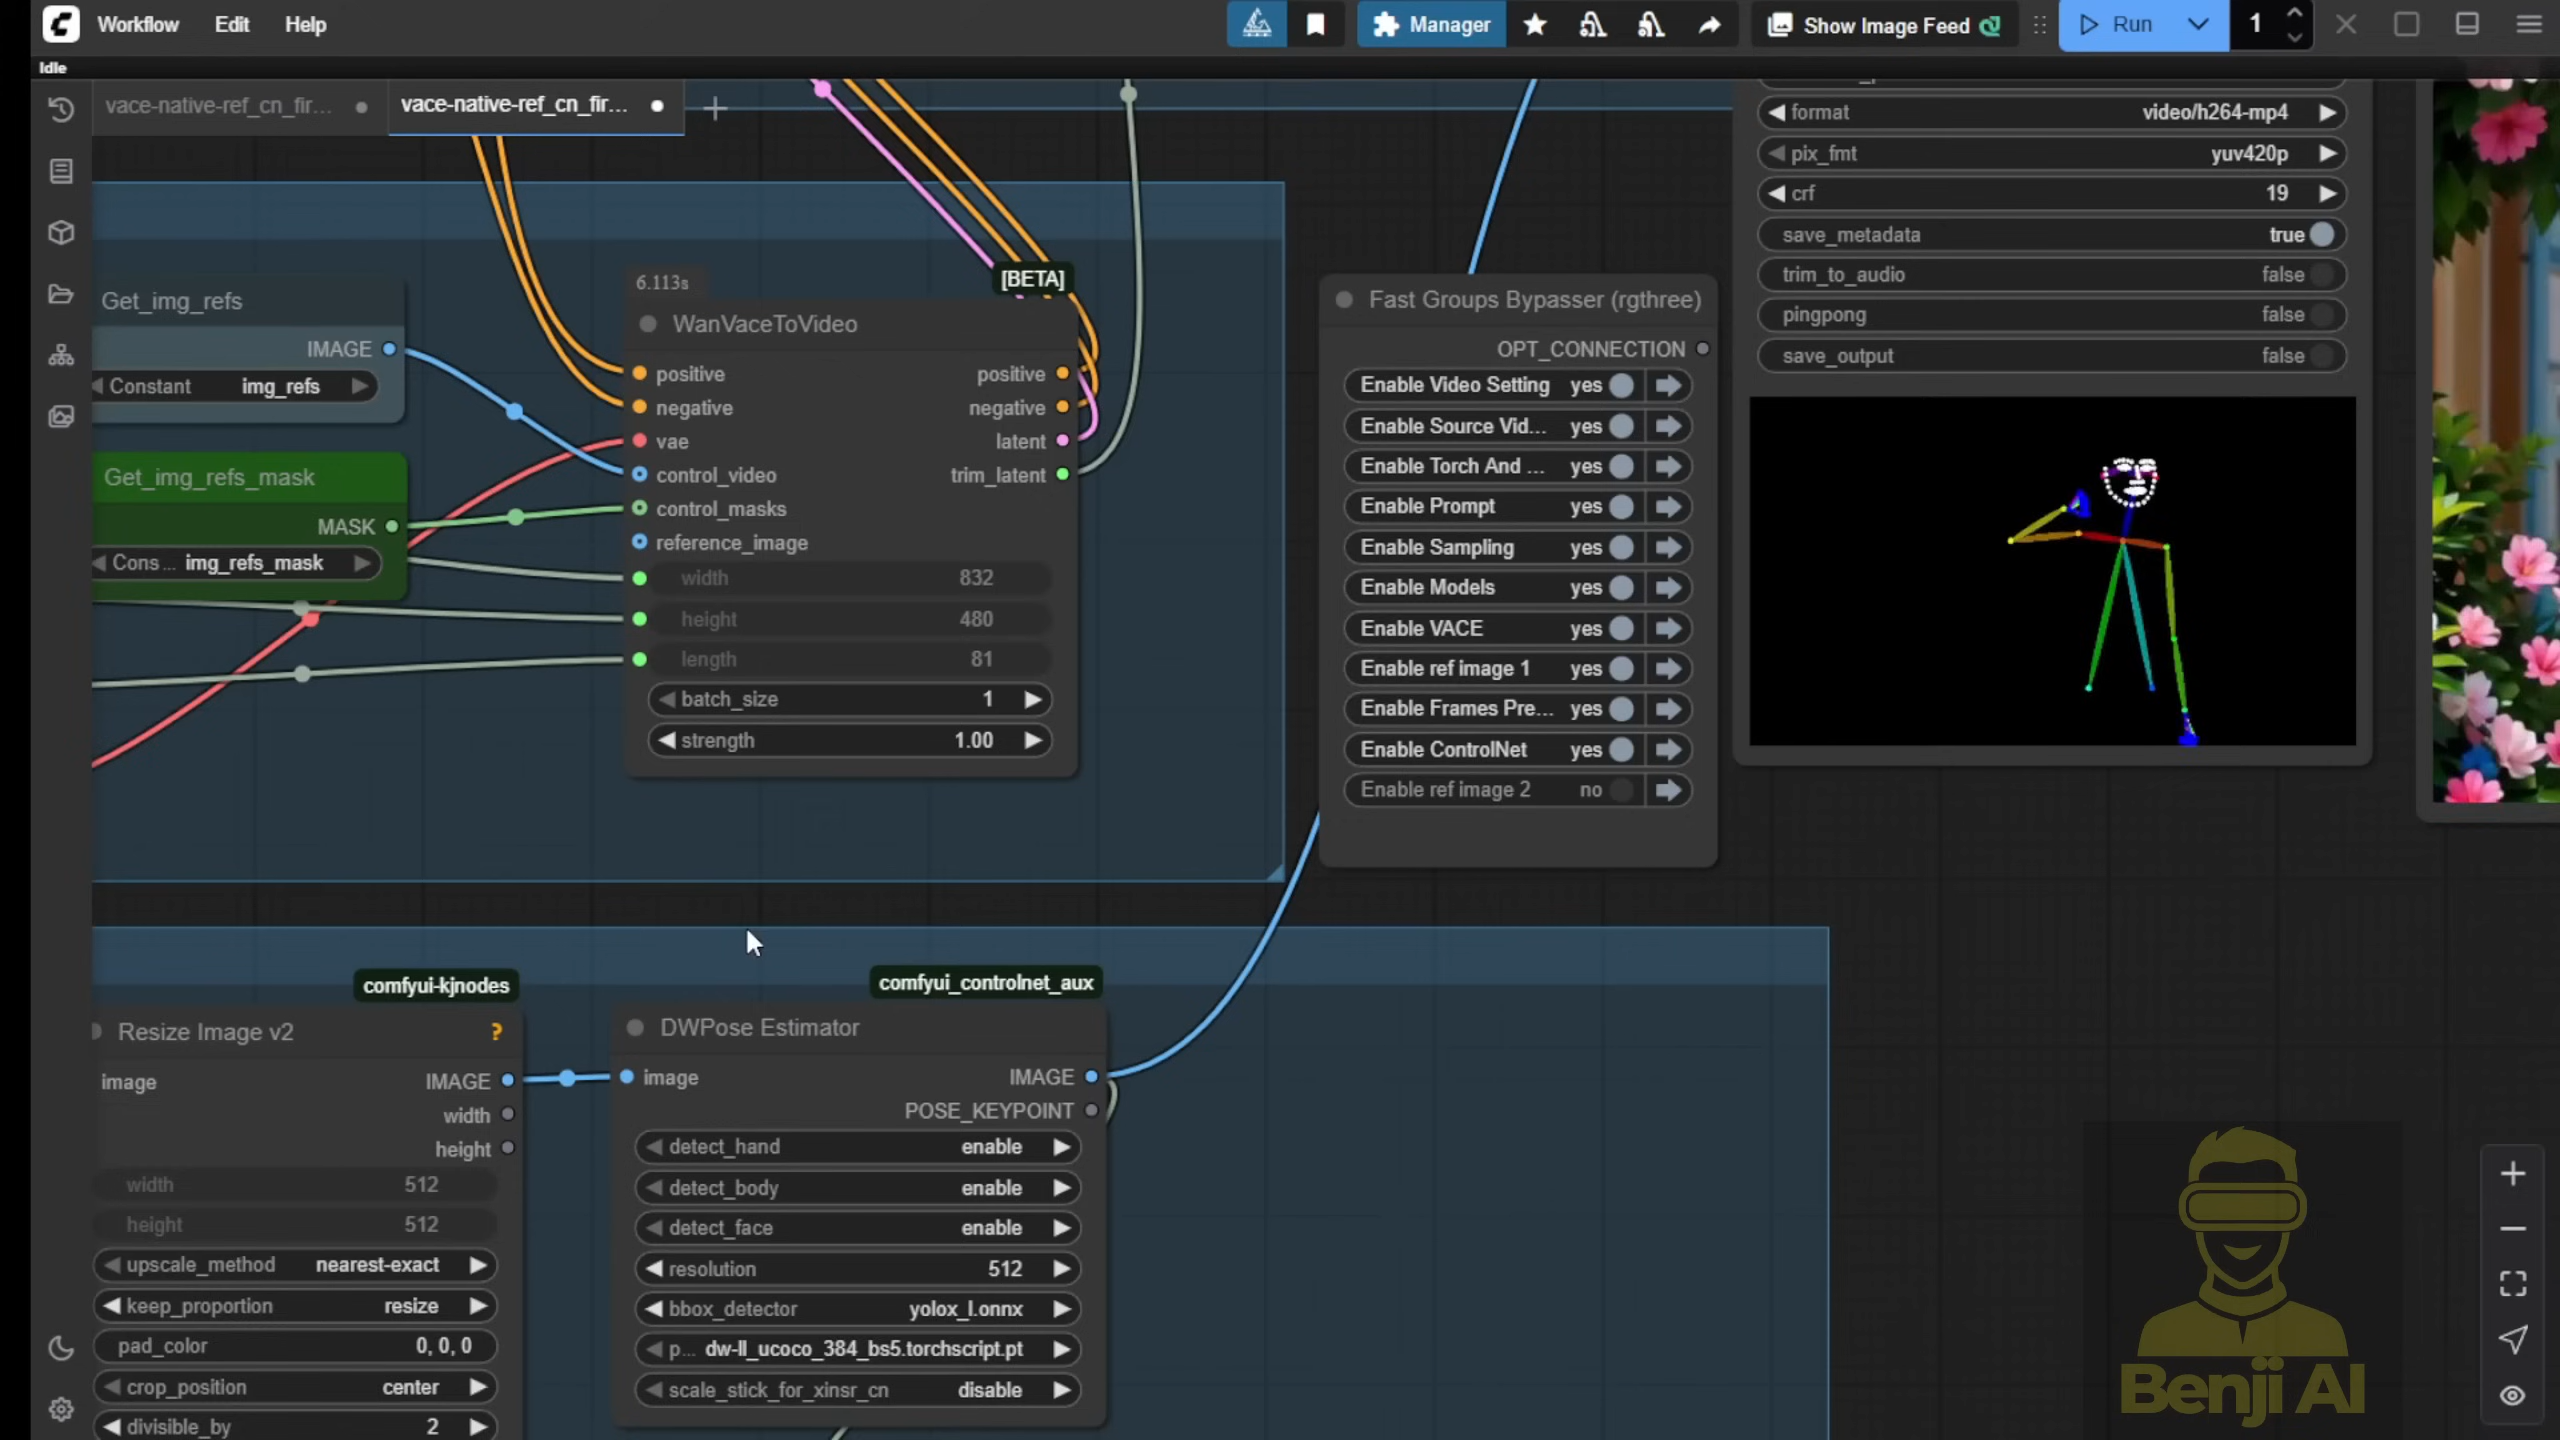 Workflow
Edit
Help
Manager
Show Image Feed
Run
1
Idle
vace-native-ref_cn_fir...
vace-native-ref_cn_fir...
format
video/h264-mp4
pix_fmt
yuv420p
crf
19
save_metadata
true
trim_to_audio
false
pingpong
false
save_output
false
Get_img_refs
IMAGE
Constant
img_refs
Get_img_refs_mask
MASK
Cons ...
img_refs_mask
6.113s
[BETA]
WanVaceToVideo
positive
positive
negative
negative
vae
latent
control_video
trim_latent
control_masks
reference_image
width
832
height
480
length
81
batch_size
1
strength
1.00
Fast Groups Bypasser (rgthree)
OPT_CONNECTION
Enable Video Setting
yes
Enable Source Vid...
yes
Enable Torch And ...
yes
Enable Prompt
yes
Enable Sampling
yes
Enable Models
yes
Enable VACE
yes
Enable ref image 1
yes
Enable Frames Pre...
yes
Enable ControlNet
yes
Enable ref image 2
no
comfyui-kjnodes
Resize Image v2
?
image
IMAGE
width
height
width
512
height
512
upscale_method
nearest-exact
keep_proportion
resize
pad_color
0, 0, 0
crop_position
center
divisible_by
2
comfyui_controlnet_aux
DWPose Estimator
image
IMAGE
POSE_KEYPOINT
detect_hand
enable
detect_body
enable
detect_face
enable
resolution
512
bbox_detector
yolox_l.onnx
p...
dw-ll_ucoco_384_bs5.torchscript.pt
scale_stick_for_xinsr_cn
disable
Benji AI